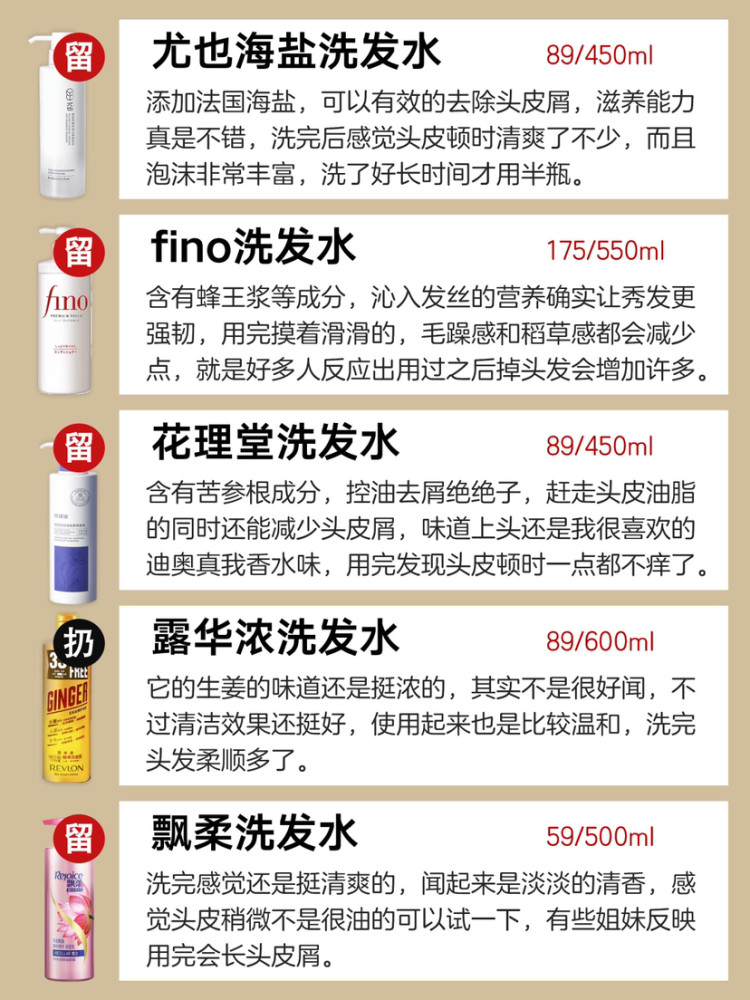 留
尤也海盐洗发水 89/450ml
添加法国海盐，可以有效的去除头皮屑，滋养能力
真是不错，洗完后感觉头皮顿时清爽了不少，而且
泡沫非常丰富，洗了好长时间才用半瓶。
留
fino
PREMIUM TOUCH
fino洗发水 175/550ml
含有蜂王浆等成分，沁入发丝的营养确实让秀发更
强韧，用完摸着滑滑的，毛躁感和稻草感都会减少
点，就是好多人反应出用过之后掉头发会增加许多。
留
花理堂洗发水 89/450ml
含有苦参根成分，控油去屑绝绝子，赶走头皮油脂
的同时还能减少头皮屑，味道上头还是我很喜欢的
迪奥真我香水味，用完发现头皮顿时一点都不痒了。
扔
FREE
GINGER
REVLON
露华浓洗发水 89/600ml
它的生姜的味道还是挺浓的，其实不是很好闻，不
过清洁效果还挺好，使用起来也是比较温和，洗完
头发柔顺多了。
留
Rejoice
飘柔
飘柔洗发水 59/500ml
洗完感觉还是挺清爽的，闻起来是淡淡的清香，感
觉头皮稍微不是很油的可以试一下，有些姐妹反映
用完会长头皮屑。